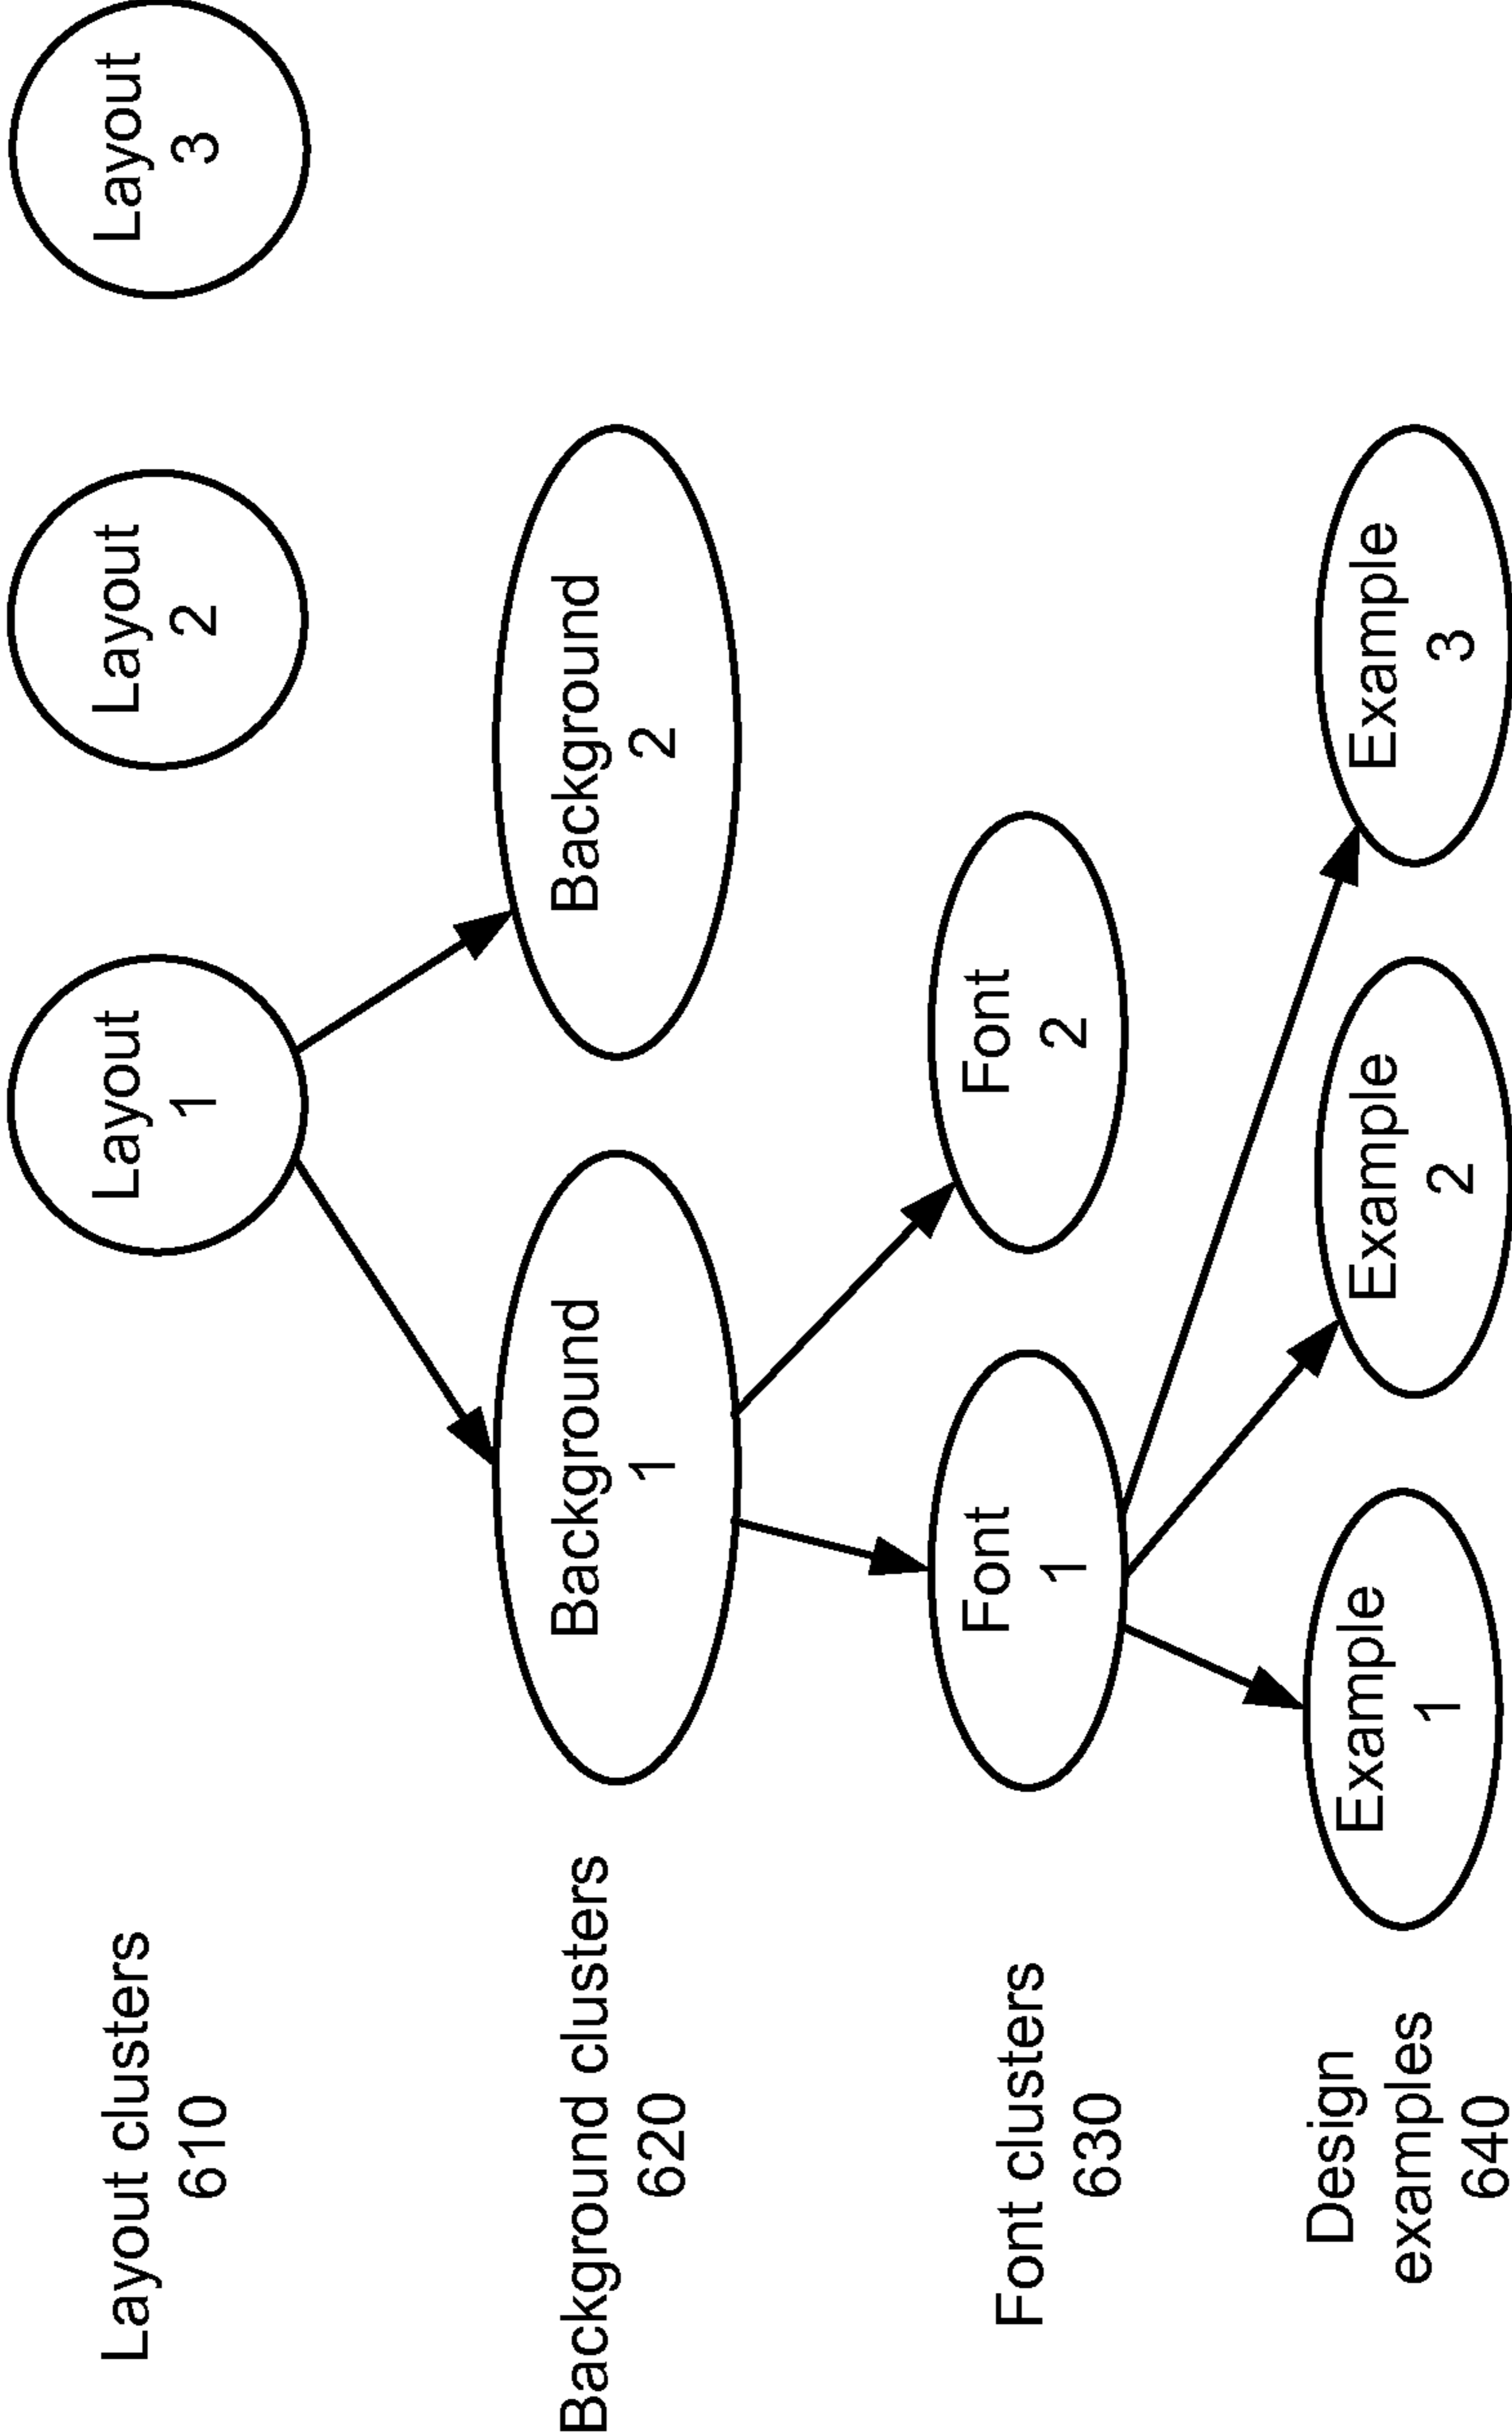 Layout clusters
610
Layout
1
Layout
2
Layout
3
Background clusters
620
Background
1
Background
2
Font clusters
630
Font
1
Font
2
Design
examples
640
Example
1
Example
2
Example
3